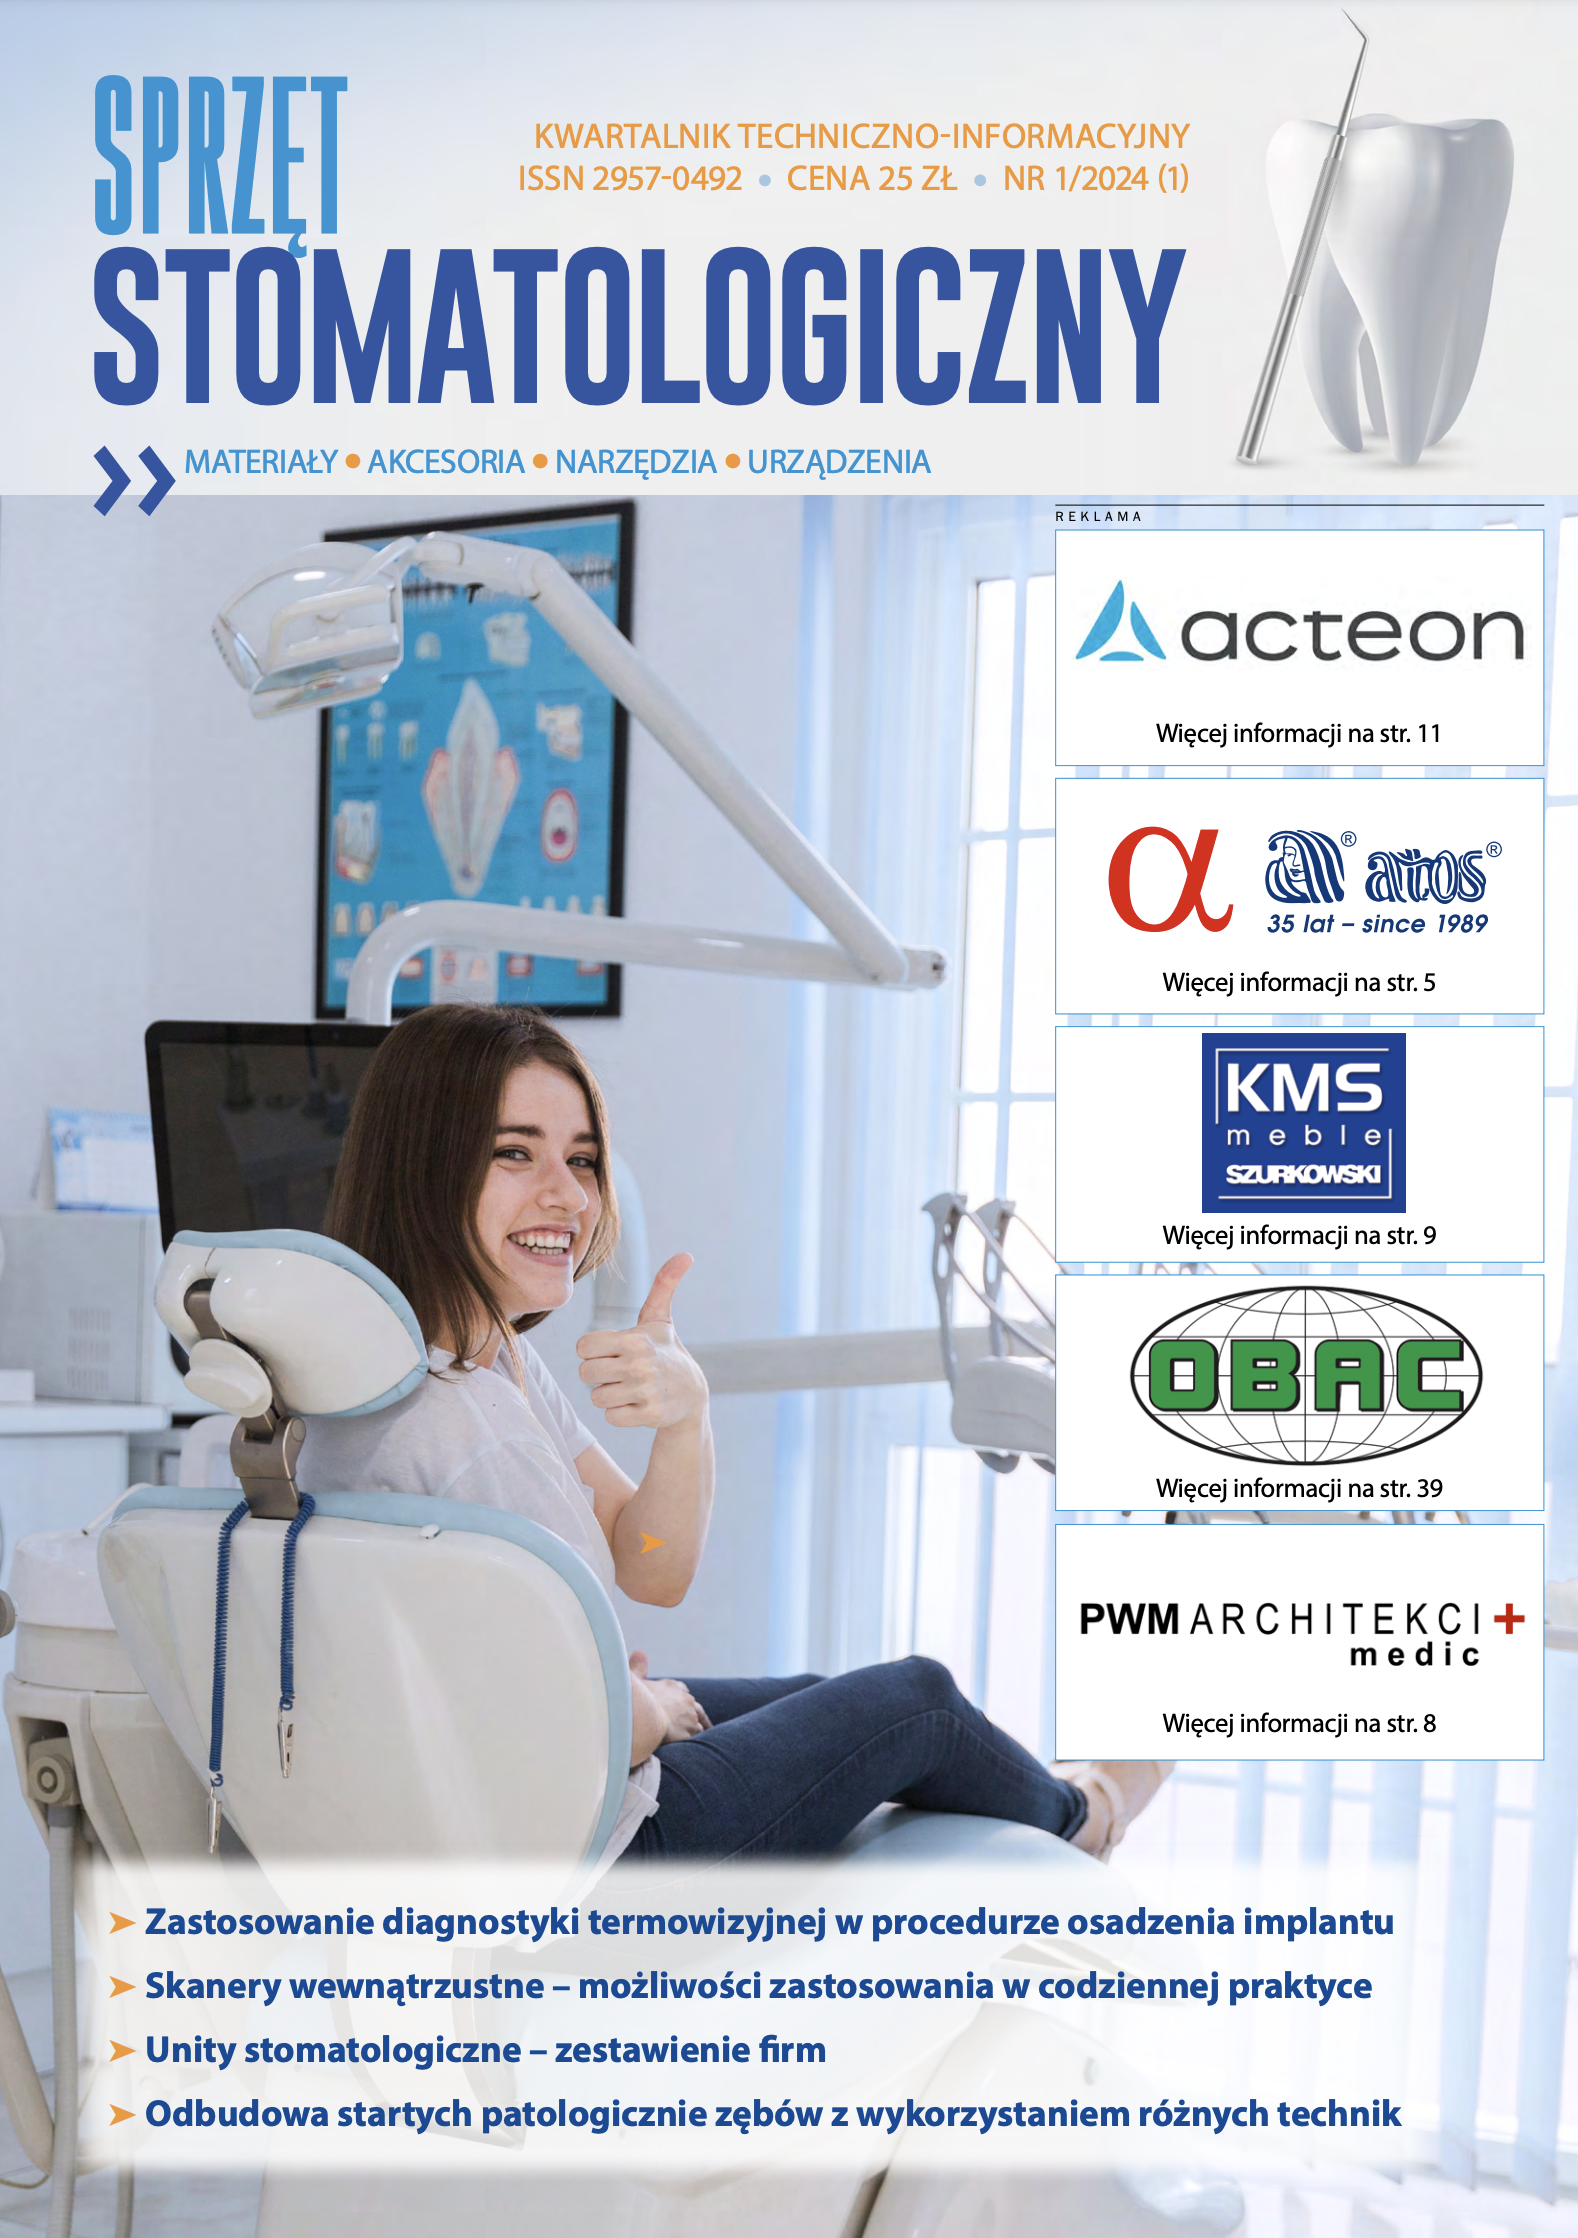 SPRZĘT
KWARTALNIK TECHNICZNO-INFORMACYJNY
ISSN 2957-0492 • CENA 25 ZŁ • NR 1/2024 (1)
STOMATOLOGICZNY
MATERIAŁY • AKCESORIA • NARZĘDZIA • URZĄDZENIA
REKLAMA
acteon
Więcej informacji na str. 11
α ® atos®
35 lat – since 1989
Więcej informacji na str. 5
KMS
meble
SZURKOWSKI
Więcej informacji na str. 9
OBAC
Więcej informacji na str. 39
PWM ARCHITEKCI +
medic
Więcej informacji na str. 8
➤ Zastosowanie diagnostyki termowizyjnej w procedurze osadzenia implantu
➤ Skanery wewnątrzustne – możliwości zastosowania w codziennej praktyce
➤ Unity stomatologiczne – zestawienie firm
➤ Odbudowa startych patologicznie zębów z wykorzystaniem różnych technik